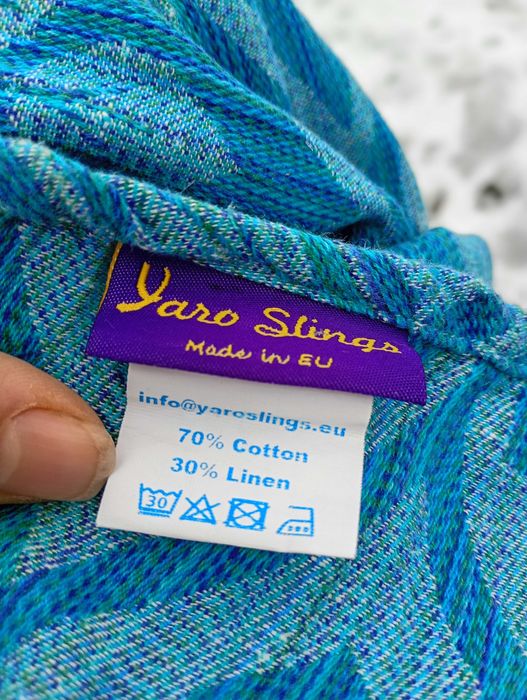 Yaro Slings
Made in EU
info@yaroslings.eu
70% Cotton
30% Linen
30